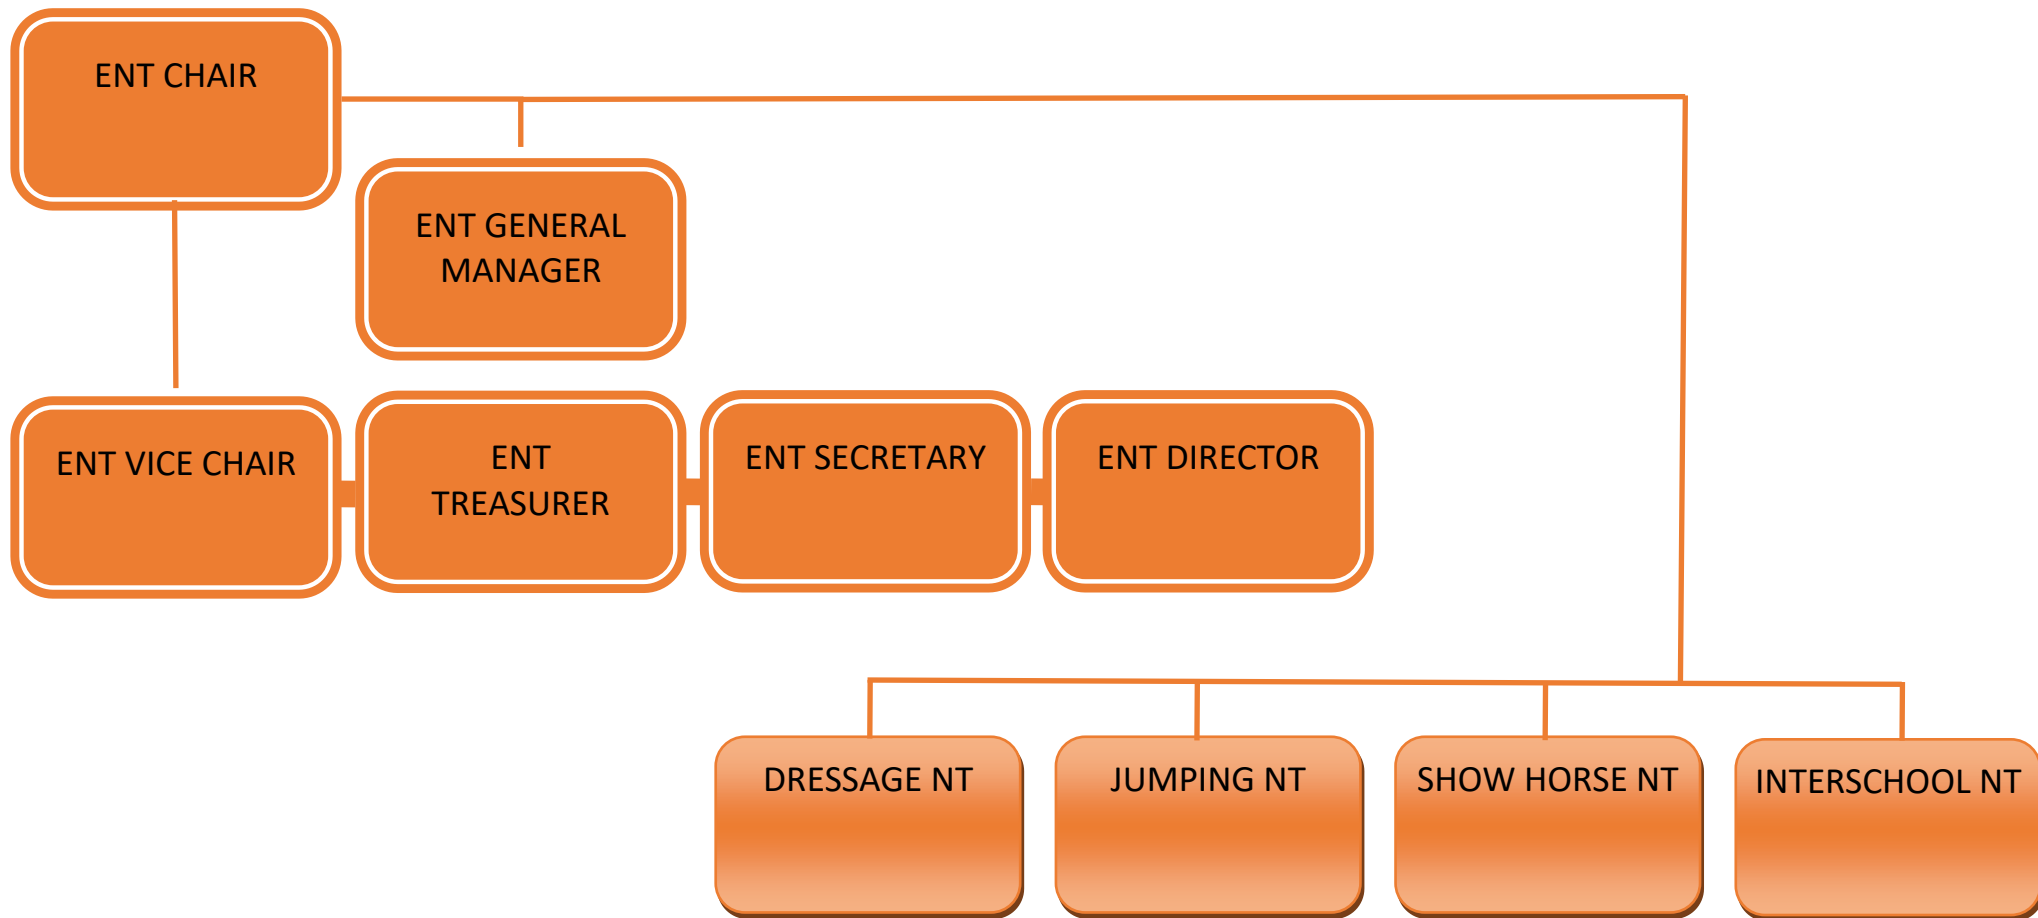 ENT CHAIR
ENT GENERAL
MANAGER
ENT VICE CHAIR
ENT
TREASURER
ENT SECRETARY
ENT DIRECTOR
DRESSAGE NT
JUMPING NT
SHOW HORSE NT
INTERSCHOOL NT